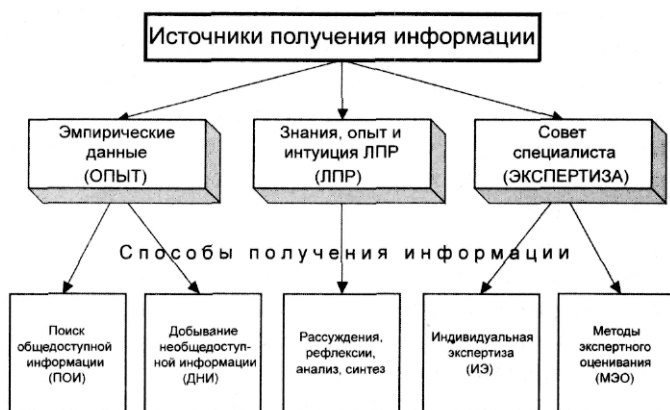 Источники получения информации
Эмпирические
данные
(ОПЫТ)
Знания, опыт и
интуиция ЛПР
(ЛПР)
Совет
специалиста
(ЭКСПЕРТИЗА)
Способы получения информации
Поиск
общедоступной
информации
(ПОИ)
Добывание
необщедоступ-
ной информации
(ДНИ)
Рассуждения,
рефлексии,
анализ, синтез
Индивидуальная
экспертиза
(ИЭ)
Методы
экспертного
оценивания
(МЭО)